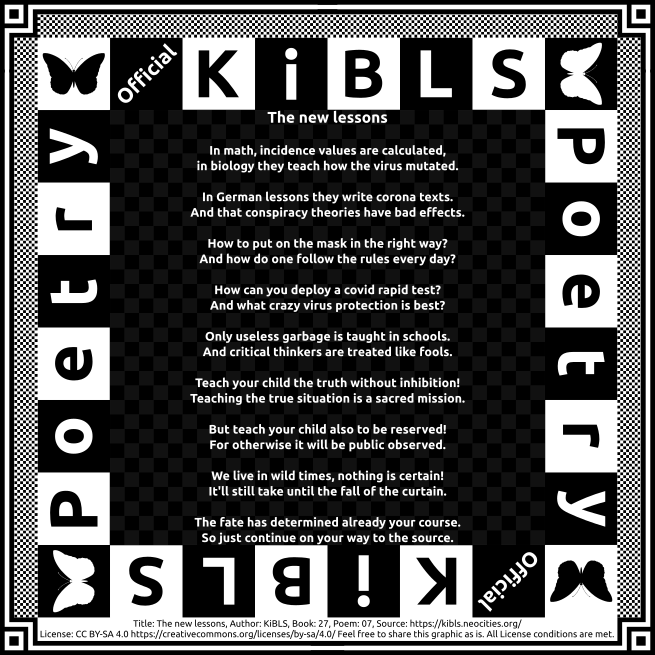 Official KiBLS
Poetry
Poetry
The new lessons
In math, incidence values are calculated,
in biology they teach how the virus mutated.
In German lessons they write corona texts.
And that conspiracy theories have bad effects.
How to put on the mask in the right way?
And how do one follow the rules every day?
How can you deploy a covid rapid test?
And what crazy virus protection is best?
Only useless garbage is taught in schools.
And critical thinkers are treated like fools.
Teach your child the truth without inhibition!
Teaching the true situation is a sacred mission.
But teach your child also to be reserved!
For otherwise it will be public observed.
We live in wild times, nothing is certain!
It'll still take until the fall of the curtain.
The fate has determined already your course.
So just continue on your way to the source.
Official KiBLS
Title: The new lessons, Author: KiBLS, Book: 27, Poem: 07, Source: https://kibls.neocities.org/
License: CC BY-SA 4.0 https://creativecommons.org/licenses/by-sa/4.0/ Feel free to share this graphic as is. All License conditions are met.